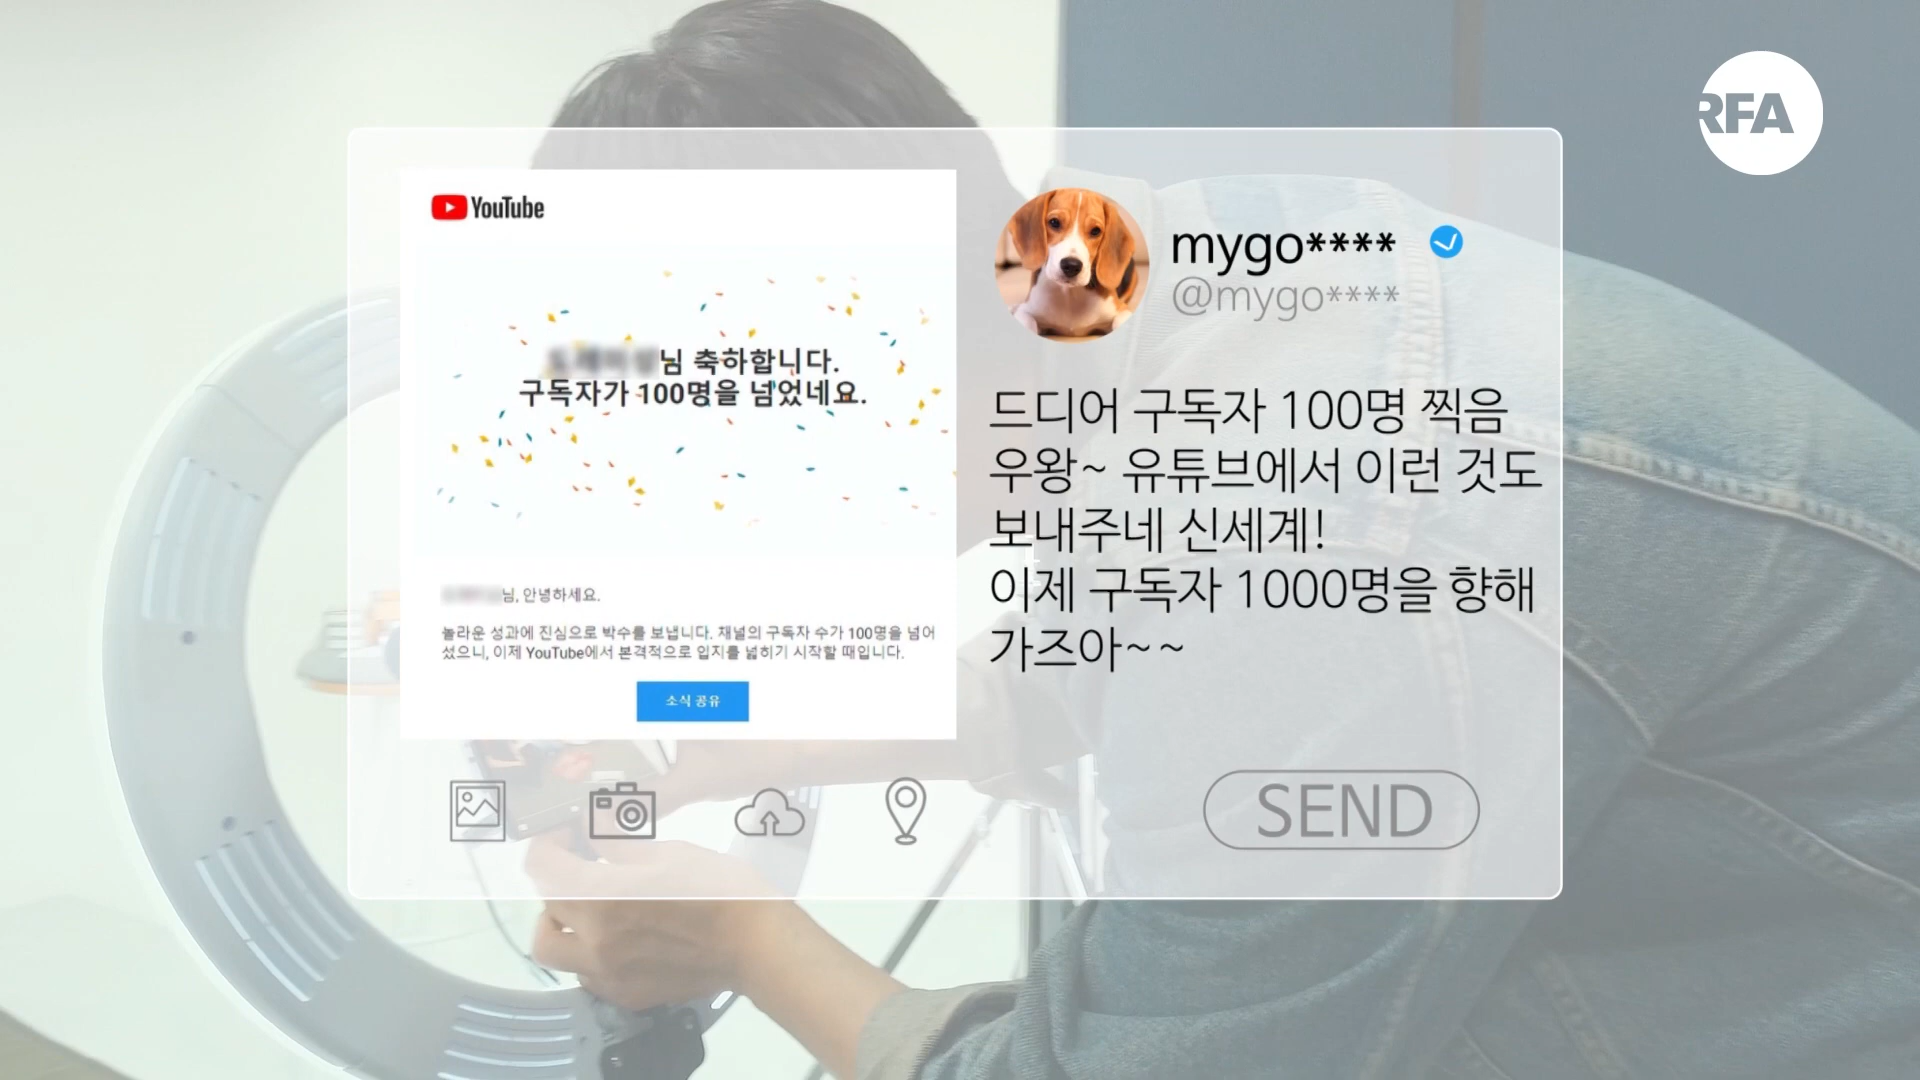 RFA
YouTube
님 축하합니다.
구독자가 100명을 넘었네요.
님, 안녕하세요.
놀라운 성과에 진심으로 박수를 보냅니다. 채널의 구독자 수가 100명을 넘어
섰으니, 이제 YouTube에서 본격적으로 입지를 넓히기 시작할 때입니다.
소식 공유
mygo****
@mygo****
드디어 구독자 100명 찍음
우왕~ 유튜브에서 이런 것도
보내주네 신세계!
이제 구독자 1000명을 향해
가즈아~~
SEND